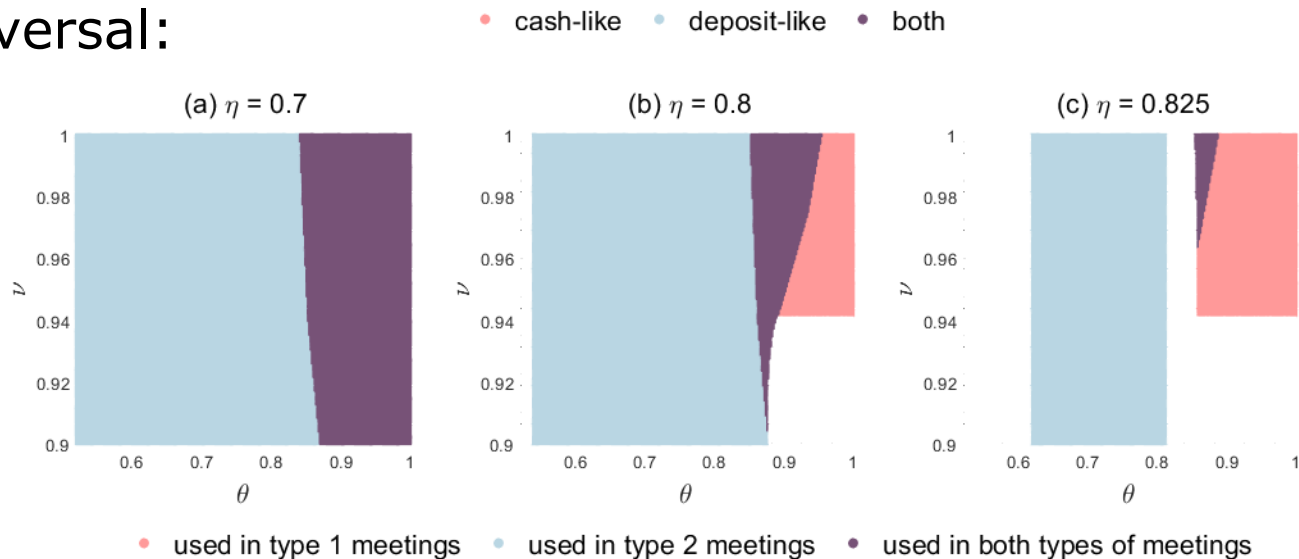 versal:
cash-like deposit-like both
(a) η = 0.7 (b) η = 0.8 (c) η = 0.825
1 1 1
0.98 0.98 0.98
0.96 0.96 0.96
ν ν ν
0.94 0.94 0.94
0.92 0.92 0.92
0.9 0.9 0.9
0.6 0.7 0.8 0.9 1 0.6 0.7 0.8 0.9 1 0.6 0.7 0.8 0.9 1
θ θ θ
used in type 1 meetings used in type 2 meetings used in both types of meetings